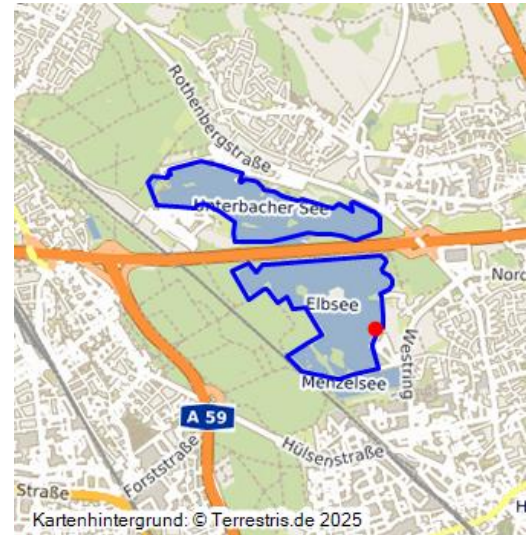 Rothenbergstraße
Unterbacher See
Nord
Elbsee
Westring
Menzelsee
A 59
Hülsenstraße
Forststraße
Straße
H
Kartenhintergrund: © Terrestris.de 2025